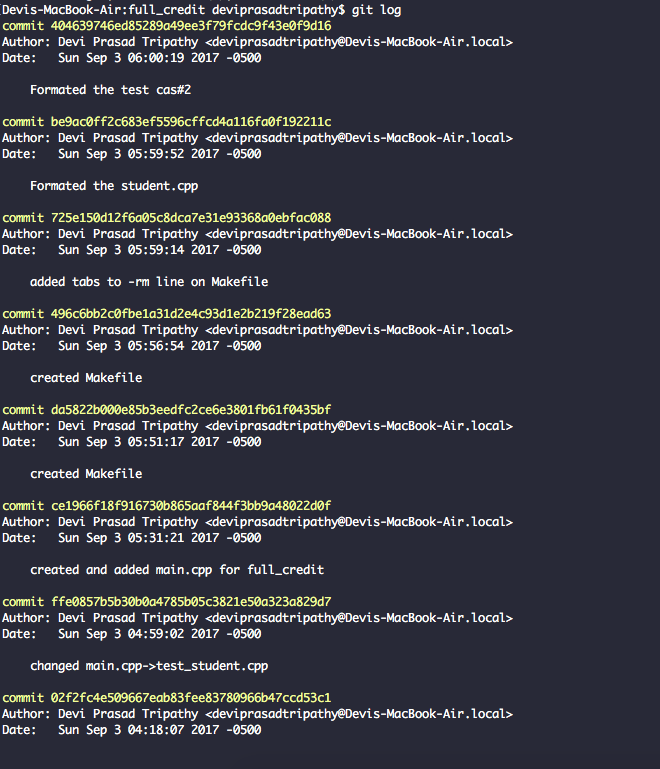 [Devis-MacBook-Air:full_credit deviprasadtripathy$ git log
commit 404639746ed85289a49ee3f79fcdc9f43e0f9d16
Author: Devi Prasad Tripathy <deviprasadtripathy@Devis-MacBook-Air.local>
Date:   Sun Sep 3 06:00:19 2017 -0500
Formated the test cas#2
commit be9ac0ff2c683ef5596cffcd4a116fa0f192211c
Author: Devi Prasad Tripathy <deviprasadtripathy@Devis-MacBook-Air.local>
Date:   Sun Sep 3 05:59:52 2017 -0500
Formated the student.cpp
commit 725e150d12f6a05c8dca7e31e93368a0ebfac088
Author: Devi Prasad Tripathy <deviprasadtripathy@Devis-MacBook-Air.local>
Date:   Sun Sep 3 05:59:14 2017 -0500
added tabs to -rm line on Makefile
commit 496c6bb2c0fbe1a31d2e4c93d1e2b219f28ead63
Author: Devi Prasad Tripathy <deviprasadtripathy@Devis-MacBook-Air.local>
Date:   Sun Sep 3 05:56:54 2017 -0500
created Makefile
commit da5822b000e85b3eedfc2ce6e3801fb61f0435bf
Author: Devi Prasad Tripathy <deviprasadtripathy@Devis-MacBook-Air.local>
Date:   Sun Sep 3 05:51:17 2017 -0500
created Makefile
commit ce1966f18f916730b865aaf844f3bb9a48022d0f
Author: Devi Prasad Tripathy <deviprasadtripathy@Devis-MacBook-Air.local>
Date:   Sun Sep 3 05:31:21 2017 -0500
created and added main.cpp for full_credit
commit ffe0857b5b30b0a4785b05c3821e50a323a829d7
Author: Devi Prasad Tripathy <deviprasadtripathy@Devis-MacBook-Air.local>
Date:   Sun Sep 3 04:59:02 2017 -0500
changed main.cpp->test_student.cpp
commit 02f2fc4e509667eab83fee83780966b47ccd53c1
Author: Devi Prasad Tripathy <deviprasadtripathy@Devis-MacBook-Air.local>
Date:   Sun Sep 3 04:18:07 2017 -0500